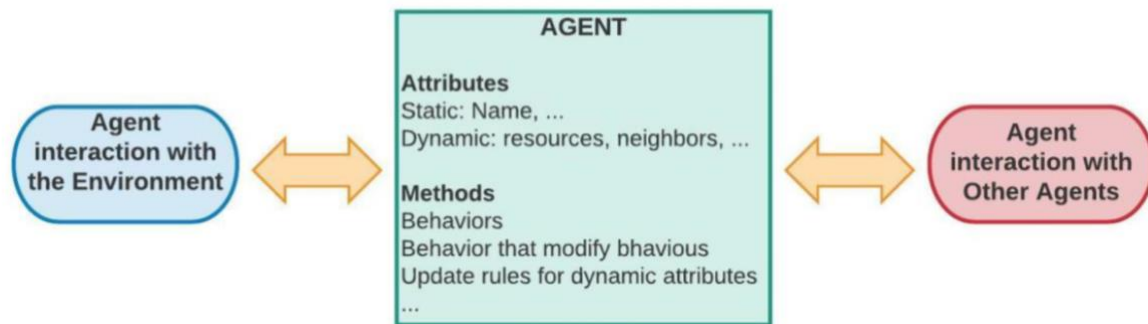 Agent
interaction with
the Environment
AGENT
Attributes
Static: Name, ...
Dynamic: resources, neighbors, ...
Methods
Behaviors
Behavior that modify bhavious
Update rules for dynamic attributes
...
Agent
interaction with
Other Agents